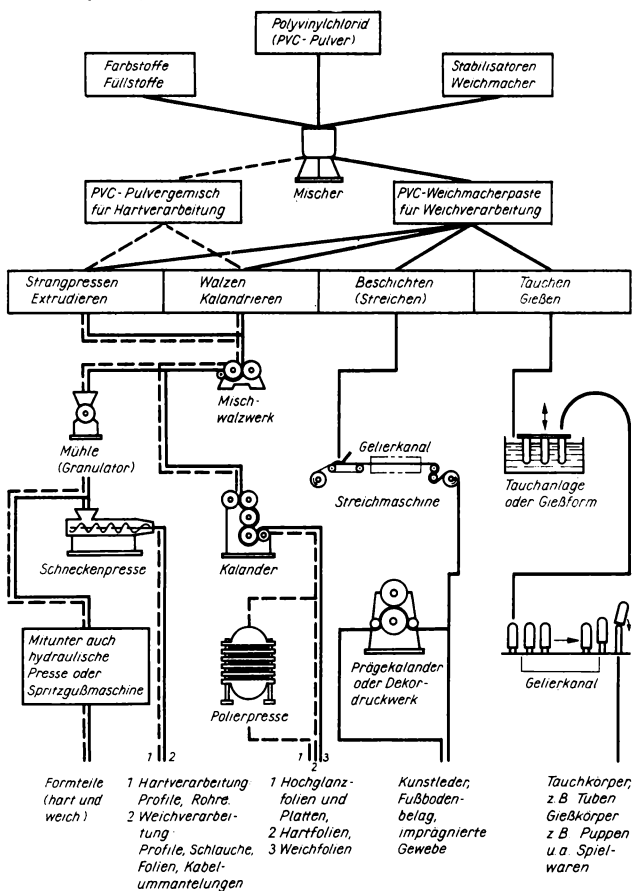 Polyvinylchlorid
(PVC-Pulver)
Farbstoffe
Füllstoffe
Stabilisatoren
Weichmacher
Mischer
PVC-Pulvergemisch
für Hartverarbeitung
PVC-Weichmacherpaste
für Weichverarbeitung
Strangpressen
Extrudieren
Walzen
Kalandrieren
Beschichten
(Streichen)
Tauchen
Gießen
Misch-
walzwerk
Mühle
(Granulator)
Gelierkanal
Streichmaschine
Tauchanlage
oder Gießform
Schneckenpresse
Kalander
Mitunter auch
hydraulische
Presse oder
Spritzgußmaschine
Polierpresse
Prägekalander
oder Dekor-
druckwerk
Gelierkanal
1 2
1 2 3
Formteile
(hart und
weich)
1 Hartverarbeitung
Profile, Rohre.
2 Weichverarbei-
tung
Profile, Schlauche,
Folien, Kabel-
ummantelungen
1 Hochglanz-
folien und
Platten,
2 Hartfolien,
3 Weichfolien
Kunstleder,
Fußboden-
belag,
imprägnierte
Gewebe
Tauchkörper,
z. B Tuben
Gießkörper
z B Puppen
u. a. Spiel-
waren